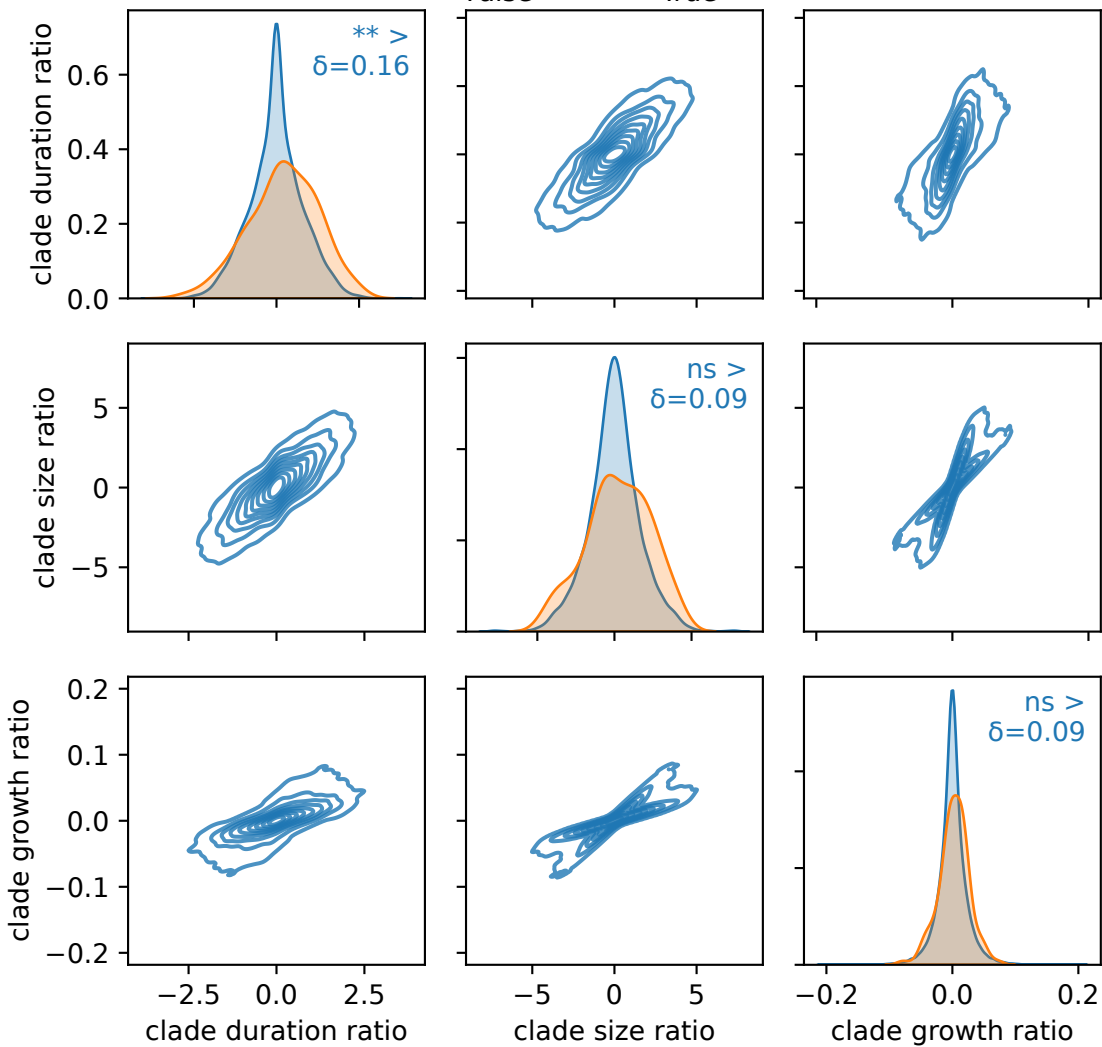 clade duration ratio
0.6
0.4
0.2
0.0
** >
δ=0.16
clade size ratio
5
0
−5
ns >
δ=0.09
clade growth ratio
0.2
0.1
0.0
−0.1
−0.2
ns >
δ=0.09
−2.5 0.0 2.5
clade duration ratio
−5 0 5
clade size ratio
−0.2 0.0 0.2
clade growth ratio